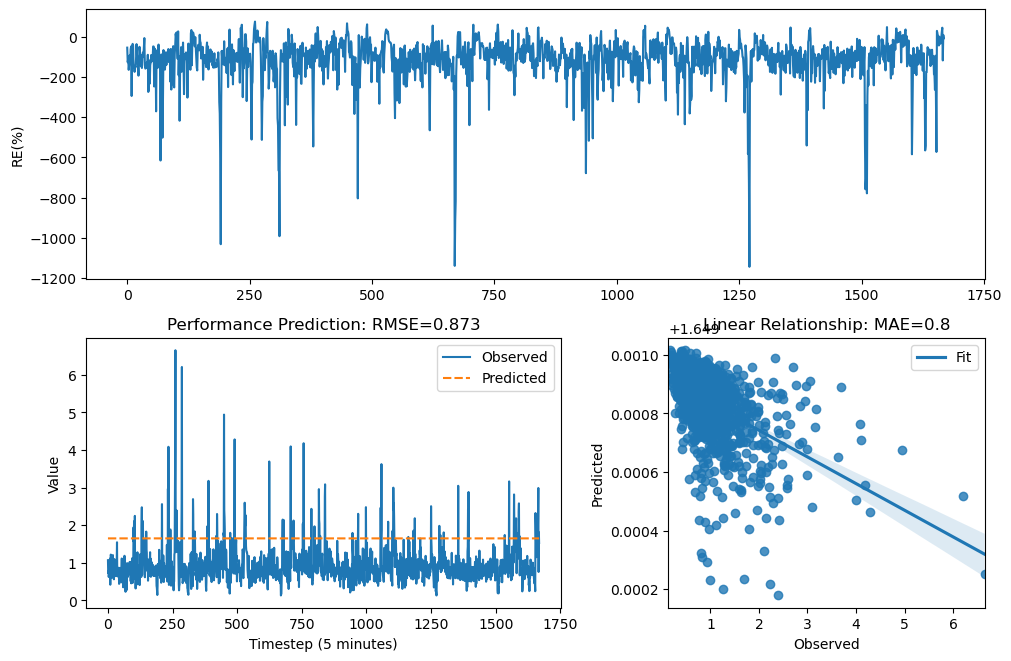 0
−200
−400
−600
−800
−1000
−1200
RE(%)
0 250 500 750 1000 1250 1500 1750
Performance Prediction: RMSE=0.873
Observed
Predicted
6
5
4
3
2
1
0
Value
0 250 500 750 1000 1250 1500 1750
Timestep (5 minutes)
Linear Relationship: MAE=0.8
+1.649
Fit
0.0010
0.0008
0.0006
0.0004
0.0002
Predicted
1 2 3 4 5 6
Observed